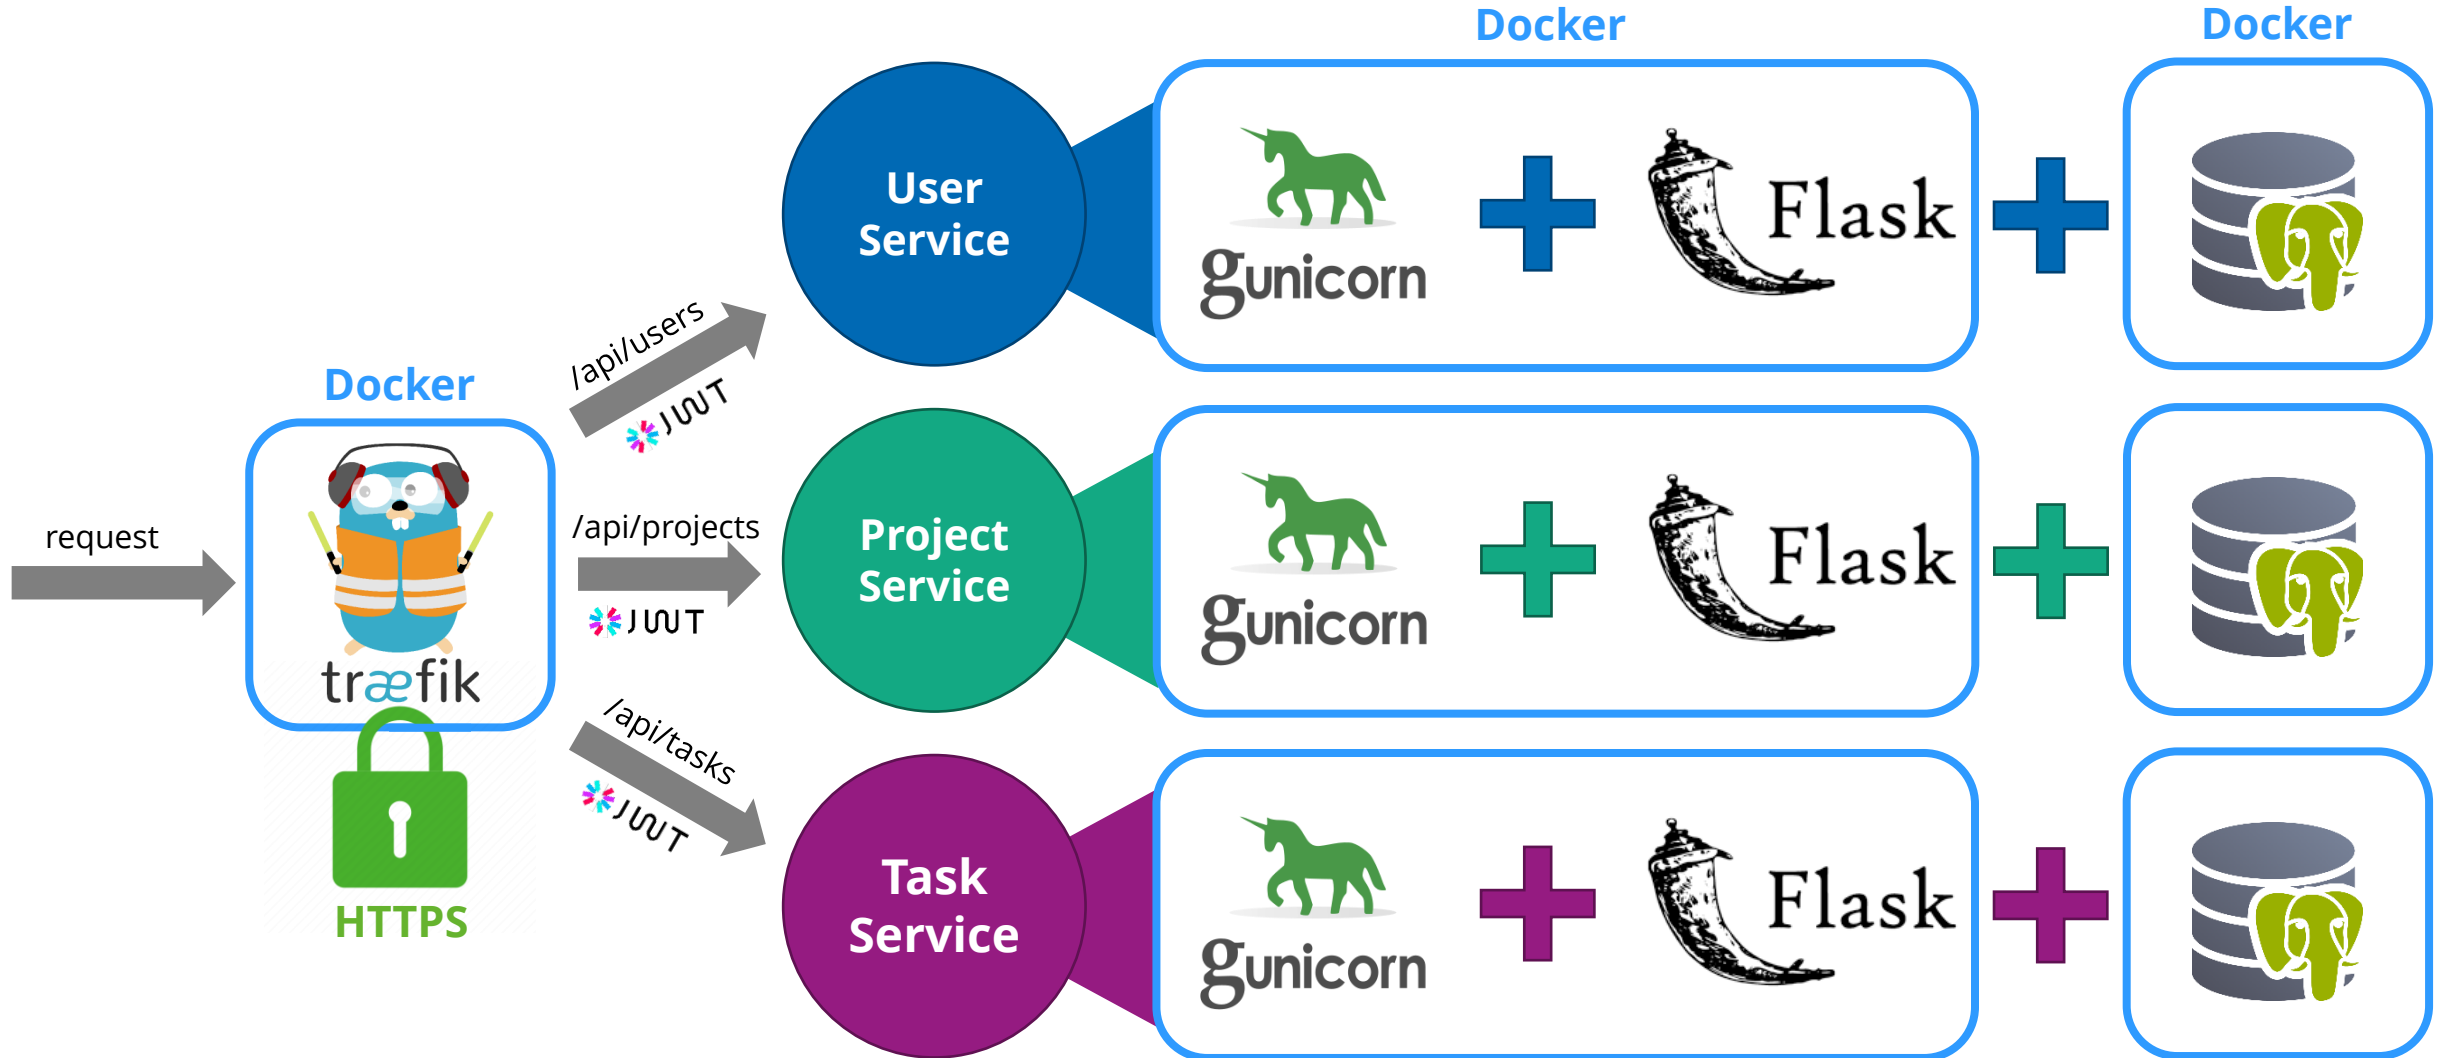 Docker
Docker
User
Service
gunicorn
Flask
/api/users
JWT
Docker
request
træfik
HTTPS
/api/projects
JWT
Project
Service
gunicorn
Flask
/api/tasks
JWT
Task
Service
gunicorn
Flask